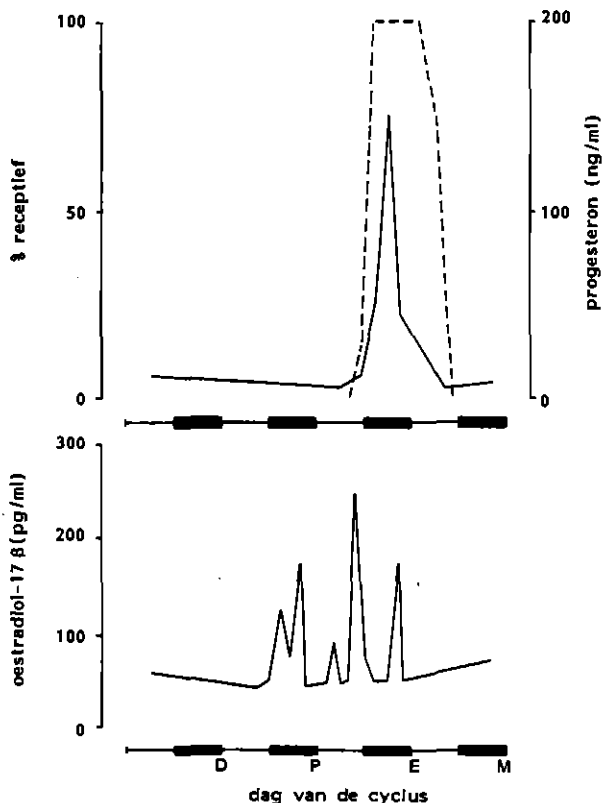 100
50
0
% receptief
200
100
0
progesteron (ng/ml)
300
200
100
0
oestradiol-17 β (pg/ml)
D P E M
dag van de cyclus